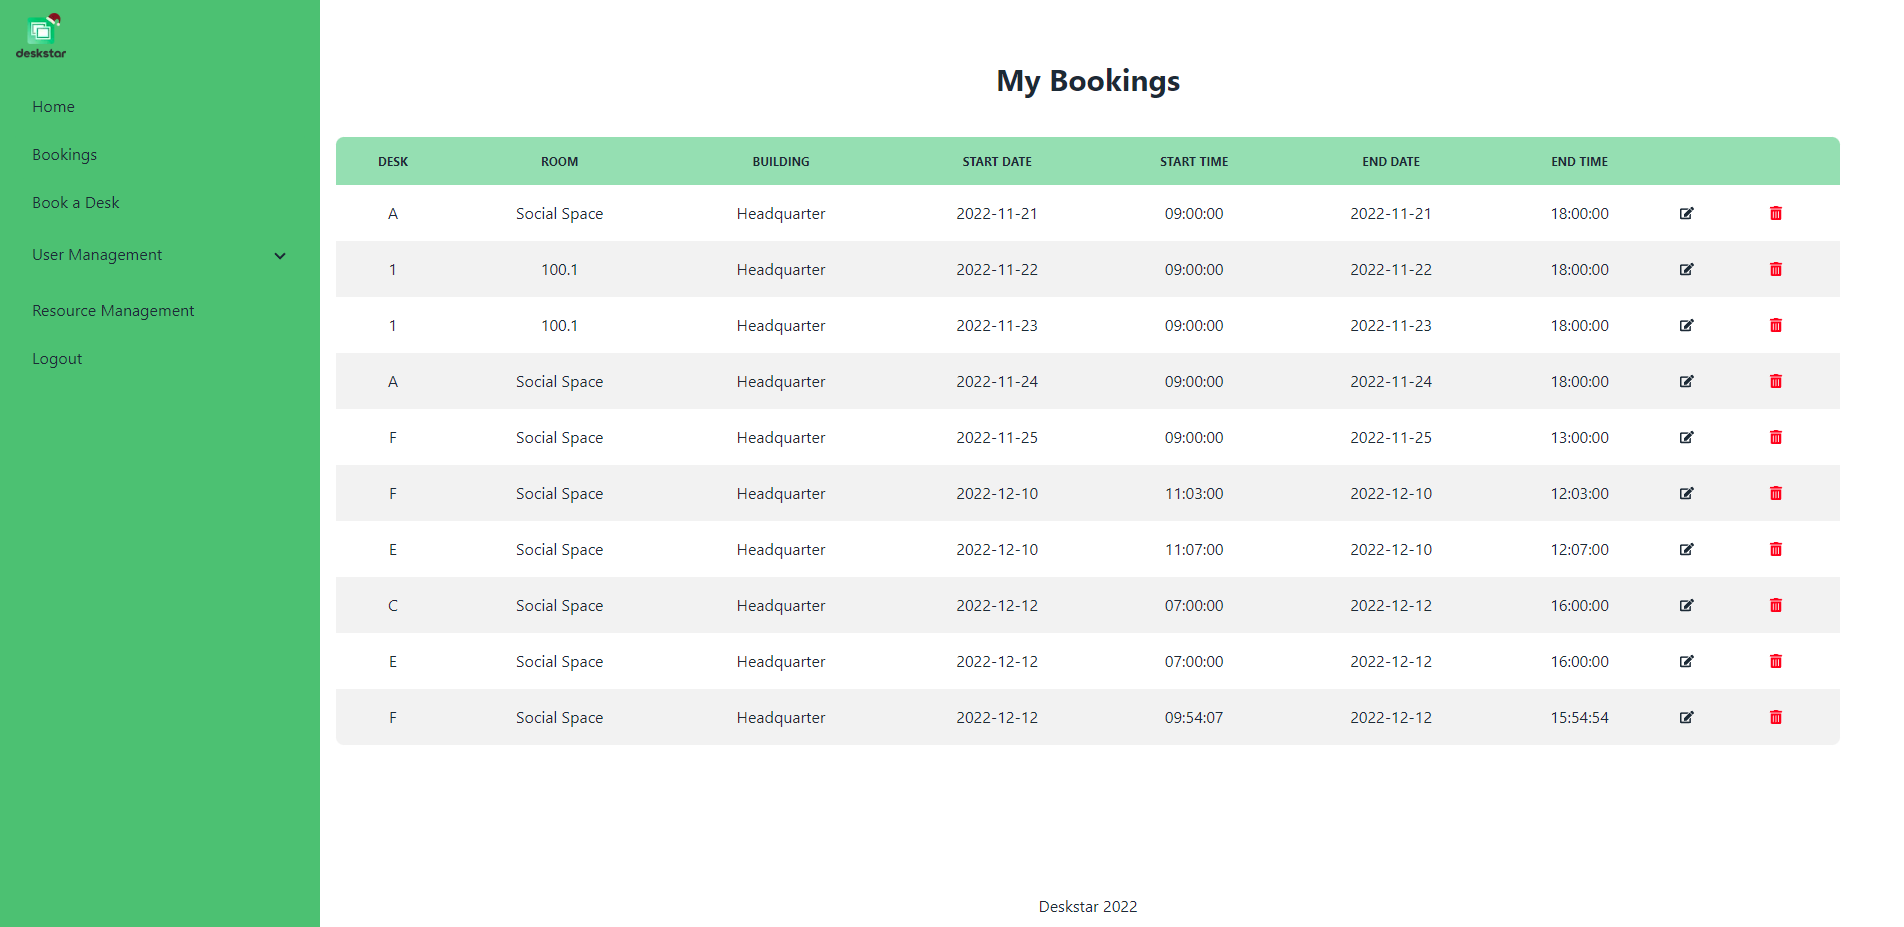 deskstar
Home
Bookings
Book a Desk
User Management
Resource Management
Logout
My Bookings
DESK ROOM BUILDING START DATE START TIME END DATE END TIME
A Social Space Headquarter 2022-11-21 09:00:00 2022-11-21 18:00:00
1 100.1 Headquarter 2022-11-22 09:00:00 2022-11-22 18:00:00
1 100.1 Headquarter 2022-11-23 09:00:00 2022-11-23 18:00:00
A Social Space Headquarter 2022-11-24 09:00:00 2022-11-24 18:00:00
F Social Space Headquarter 2022-11-25 09:00:00 2022-11-25 13:00:00
F Social Space Headquarter 2022-12-10 11:03:00 2022-12-10 12:03:00
E Social Space Headquarter 2022-12-10 11:07:00 2022-12-10 12:07:00
C Social Space Headquarter 2022-12-12 07:00:00 2022-12-12 16:00:00
E Social Space Headquarter 2022-12-12 07:00:00 2022-12-12 16:00:00
F Social Space Headquarter 2022-12-12 09:54:07 2022-12-12 15:54:54
Deskstar 2022